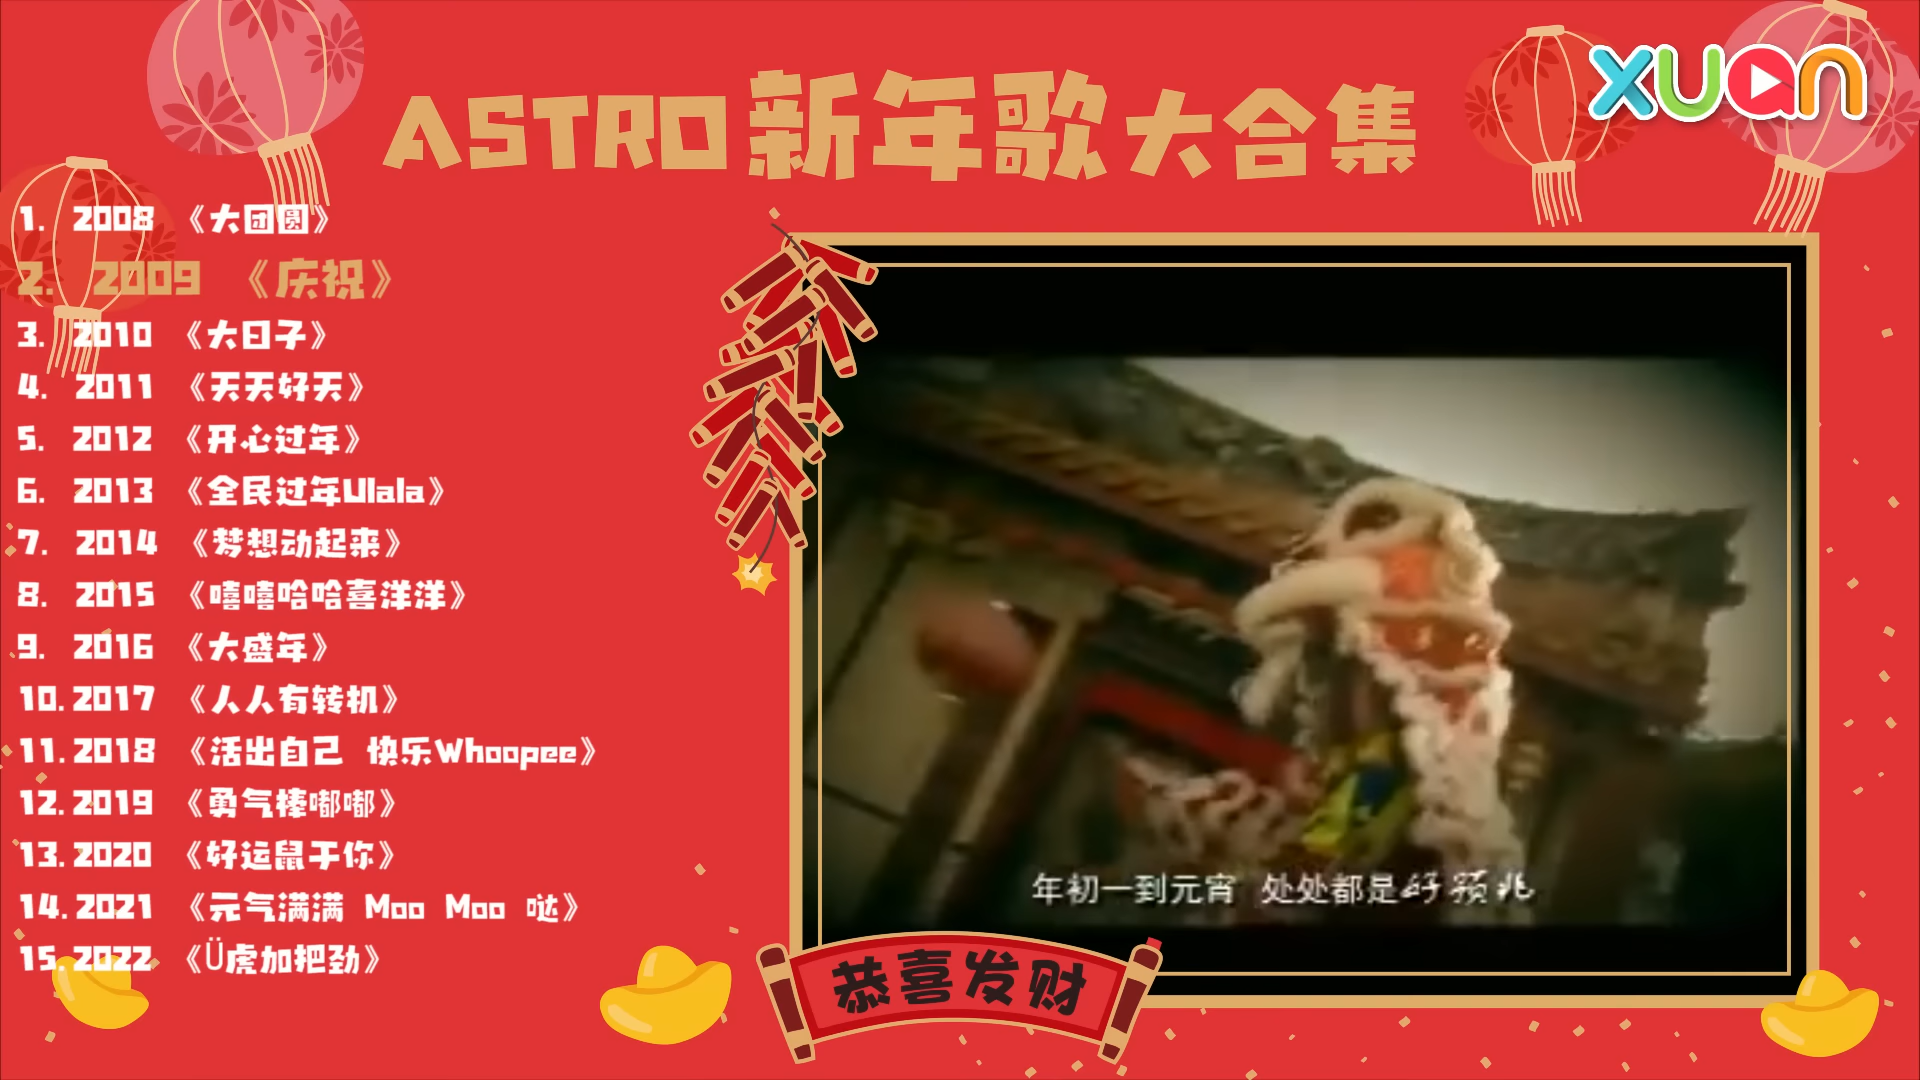 xuan
ASTRO新年歌大合集
1. 2008 《大团圆》
2. 2009 《庆祝》
3. 2010 《大日子》
4. 2011 《天天好天》
5. 2012 《开心过年》
6. 2013 《全民过年Ulala》
7. 2014 《梦想动起来》
8. 2015 《嘻嘻哈哈喜洋洋》
9. 2016 《大盛年》
10. 2017 《人人有转机》
11. 2018 《活出自己 快乐Whoopee》
12. 2019 《勇气棒嘟嘟》
13. 2020 《好运鼠于你》
14. 2021 《元气满满 Moo Moo 哒》
15. 2022 《Ü虎加把劲》
年初一到元宵 处处都是好预兆
恭喜发财